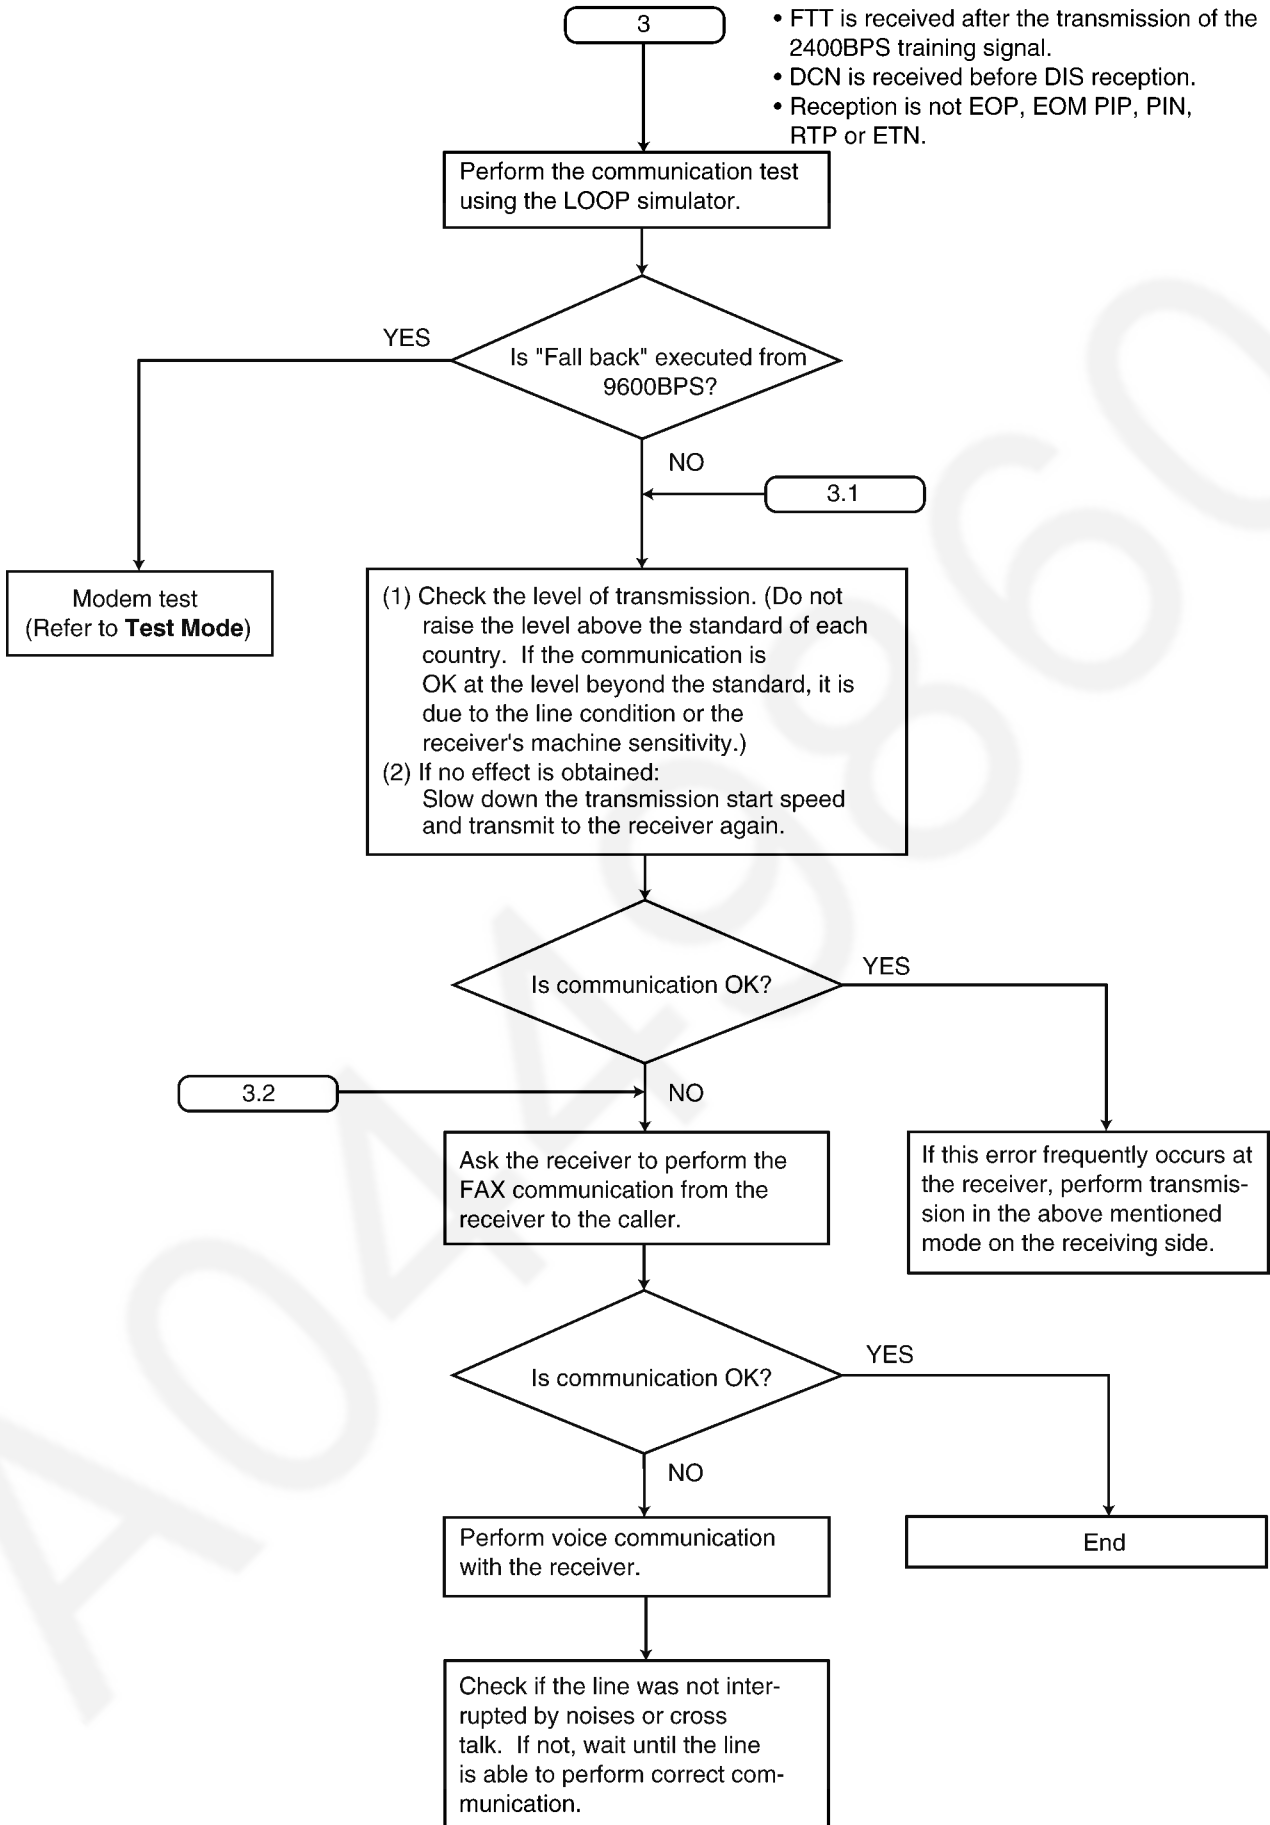 3
• FTT is received after the transmission of the
2400BPS training signal.
• DCN is received before DIS reception.
• Reception is not EOP, EOM PIP, PIN,
RTP or ETN.
Perform the communication test
using the LOOP simulator.
YES
Is "Fall back" executed from
9600BPS?
NO
3.1
Modem test
(Refer to Test Mode)
(1) Check the level of transmission. (Do not
raise the level above the standard of each
country.  If the communication is
OK at the level beyond the standard, it is
due to the line condition or the
receiver's machine sensitivity.)
(2) If no effect is obtained:
Slow down the transmission start speed
and transmit to the receiver again.
Is communication OK?
YES
3.2
NO
Ask the receiver to perform the
FAX communication from the
receiver to the caller.
If this error frequently occurs at
the receiver, perform transmis-
sion in the above mentioned
mode on the receiving side.
Is communication OK?
YES
NO
Perform voice communication
with the receiver.
End
Check if the line was not inter-
rupted by noises or cross
talk.  If not, wait until the line
is able to perform correct com-
munication.
A04449860